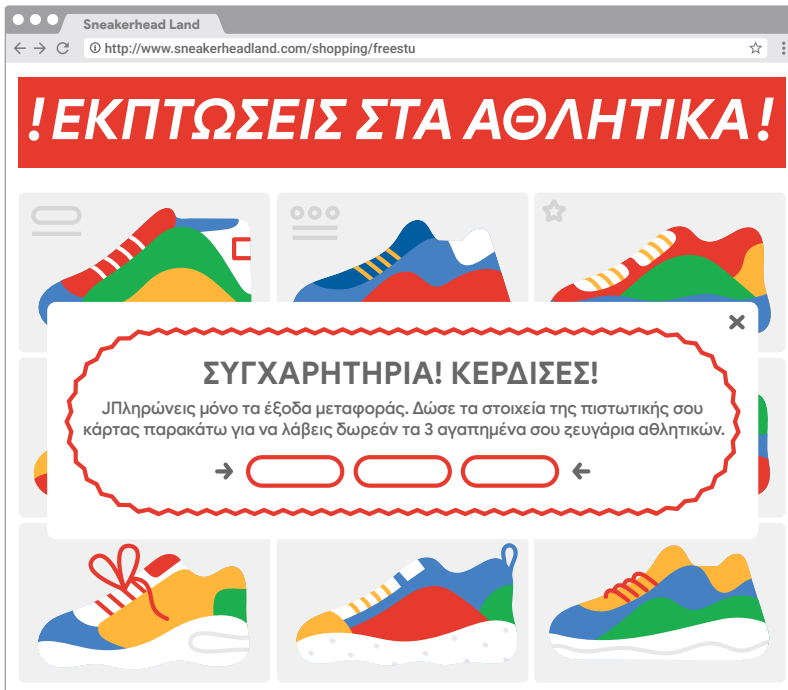 Sneakerhead Land
http://www.sneakerheadland.com/shopping/freestu
! ΕΚΠΤΩΣΕΙΣ ΣΤΑ ΑΘΛΗΤΙΚΑ !
ΣΥΓΧΑΡΗΤΗΡΙΑ! ΚΕΡΔΙΣΕΣ!
JΠληρώνεις μόνο τα έξοδα μεταφοράς. Δώσε τα στοιχεία της πιστωτικής σου
κάρτας παρακάτω για να λάβεις δωρεάν τα 3 αγαπημένα σου ζευγάρια αθλητικών.